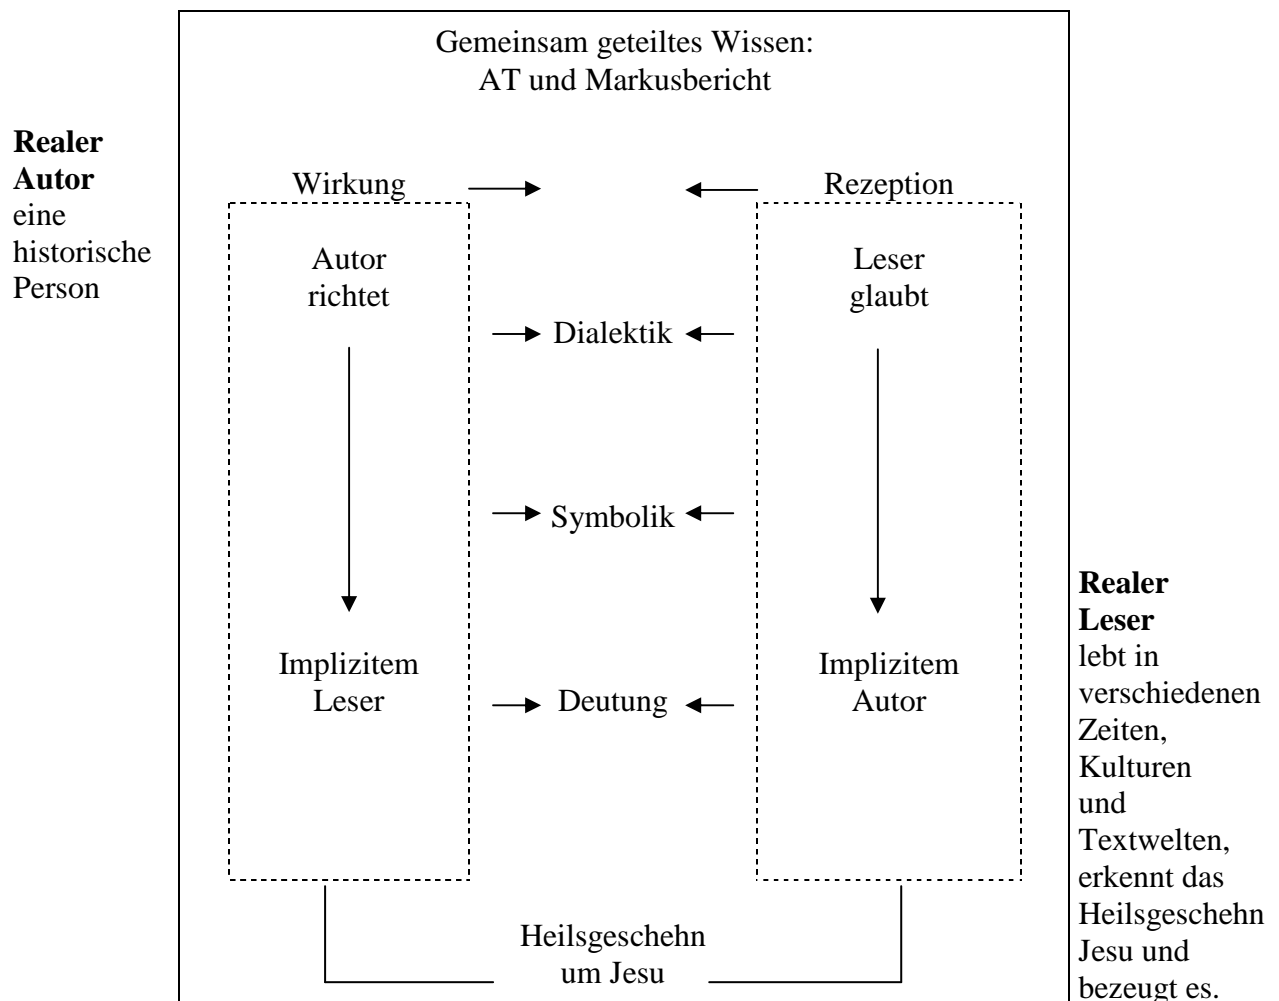 Gemeinsam geteiltes Wissen:
AT und Markusbericht
Realer
Autor
eine
historische
Person
Wirkung
Rezeption
Autor
richtet
Leser
glaubt
Dialektik
Symbolik
Implizitem
Leser
Deutung
Implizitem
Autor
Realer
Leser
lebt in
verschiedenen
Zeiten,
Kulturen
und
Textwelten,
erkennt das
Heilsgeschehn
Jesu und
bezeugt es.
Heilsgeschehn
um Jesu